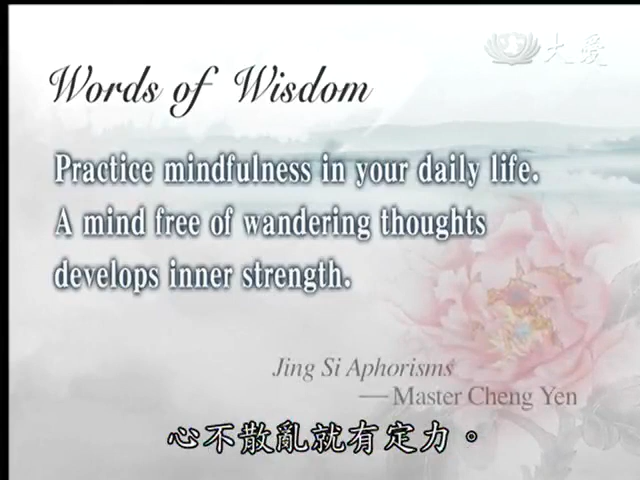 大愛
Words of Wisdom
Practice mindfulness in your daily life.
A mind free of wandering thoughts
develops inner strength.
Jing Si Aphorisms
—Master Cheng Yen
心不散亂就有定力。